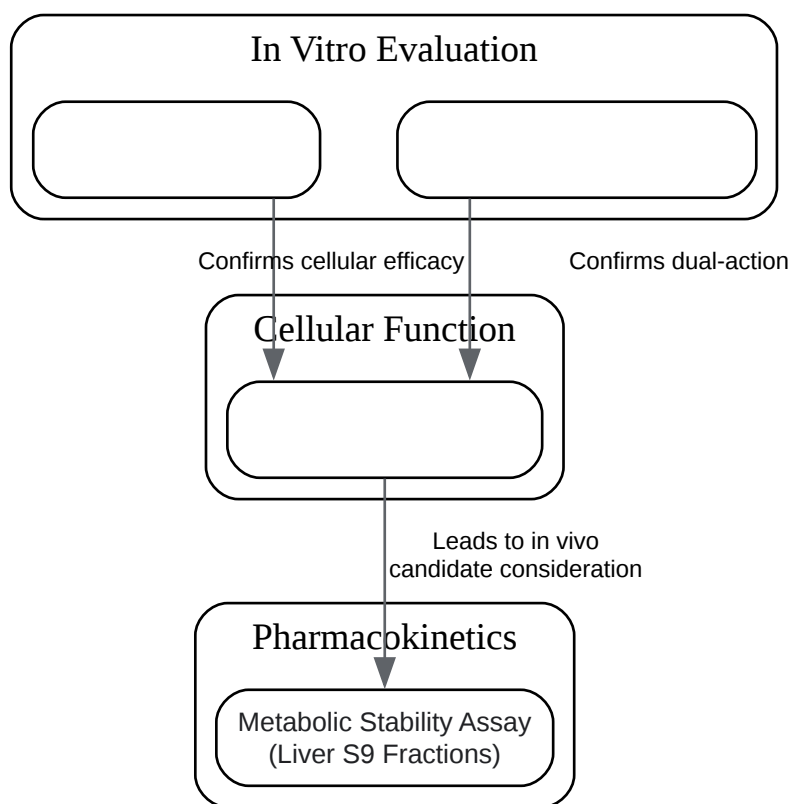 In Vitro Evaluation
Confirms cellular efficacy
Confirms dual-action
Cellular Function
Leads to in vivo
candidate consideration
Pharmacokinetics
Metabolic Stability Assay
(Liver S9 Fractions)